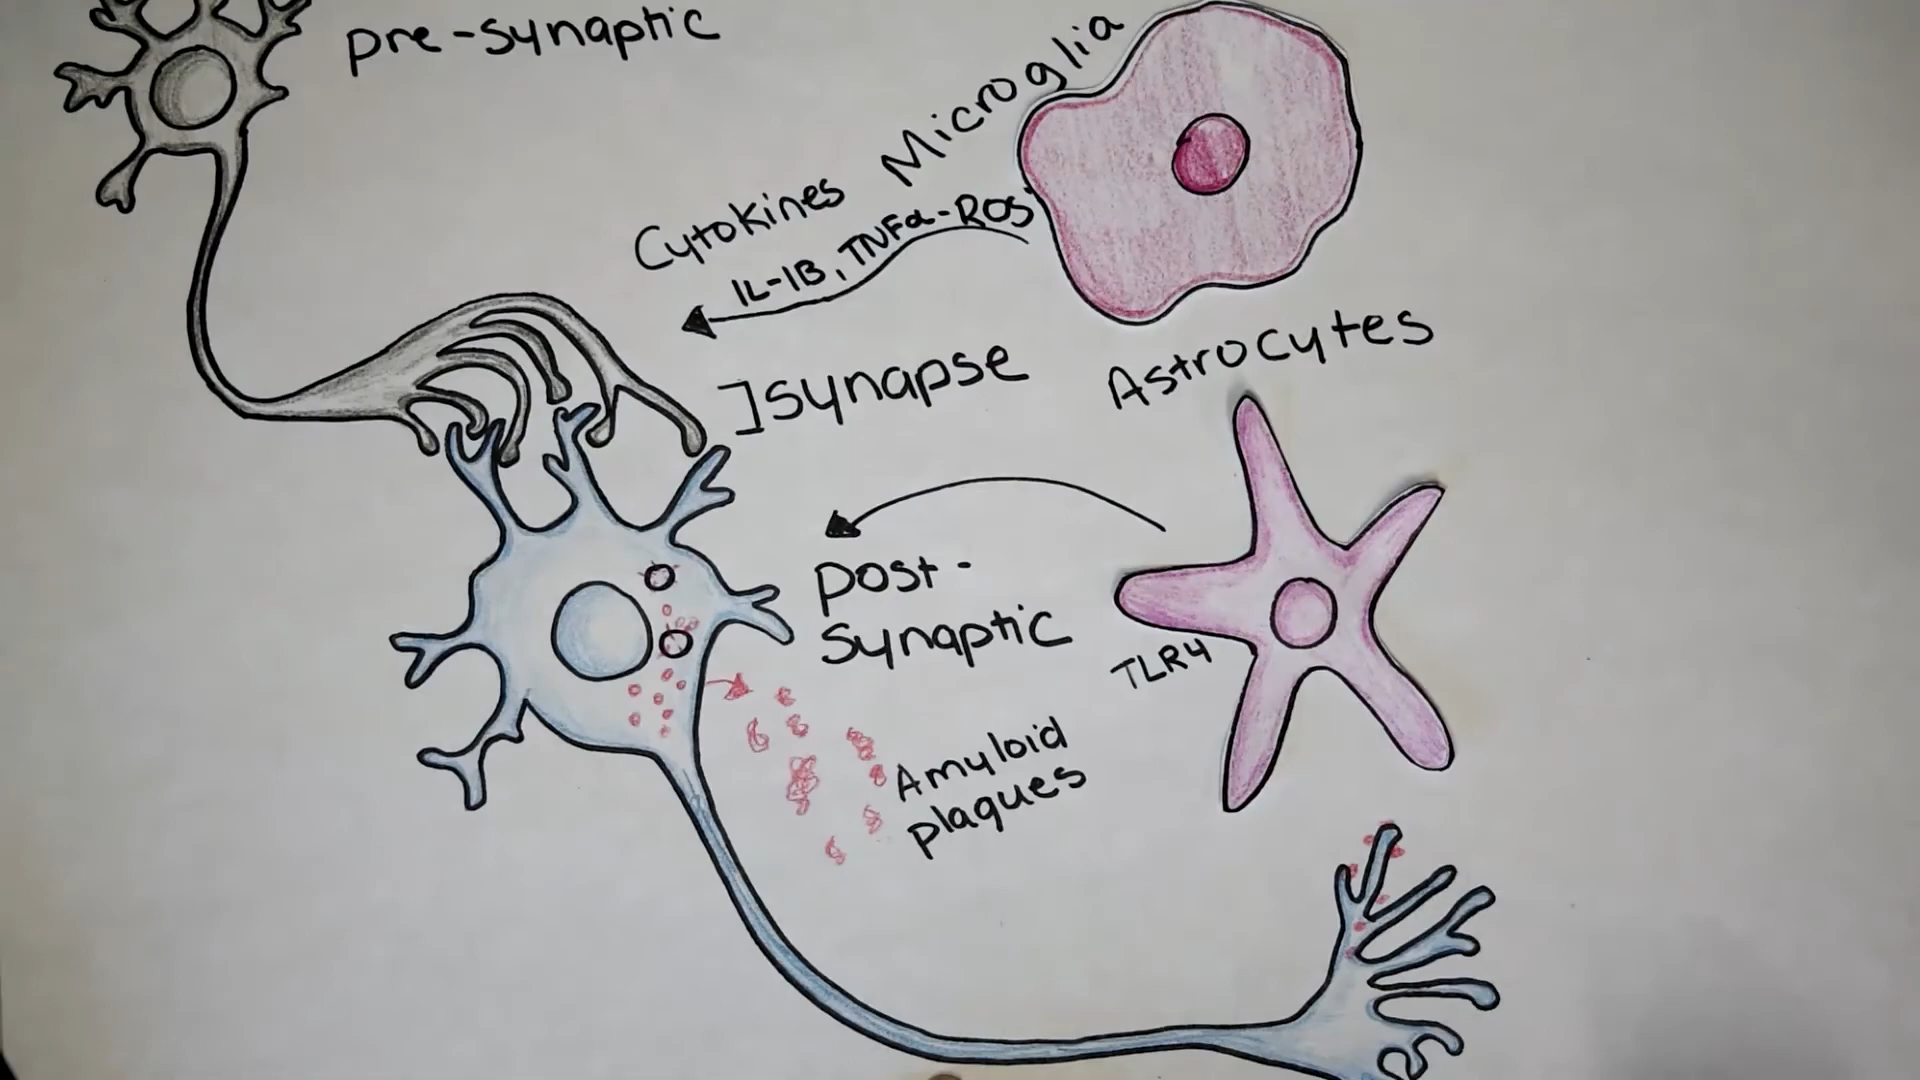 pre-synaptic
Microglia
Cytokines
IL-1B, TNFα-ROS
]synapse
Astrocytes
post-
synaptic
TLR4
Amyloid
plaques